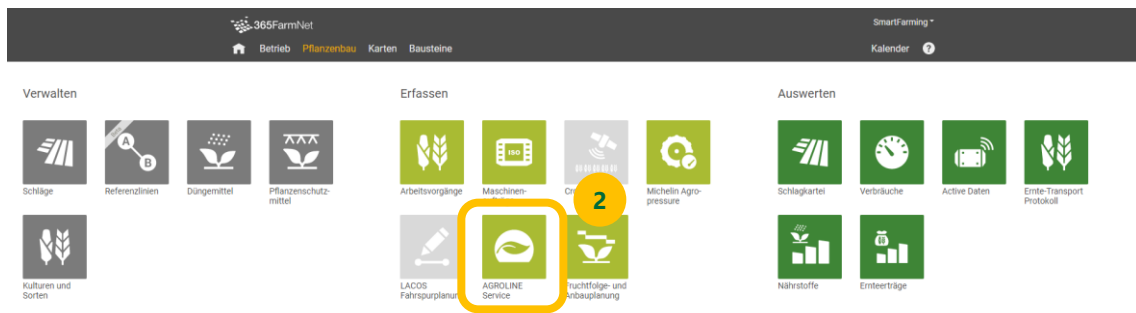 365FarmNet
SmartFarming
Betrieb Pflanzenbau Karten Bausteine
Kalender ?
Verwalten
Erfassen
Auswerten
A
B
ISO
Schläge
Referenzlinien
Düngemittel
Pflanzenschutz-
mittel
Arbeitsvorgänge
Maschinen-
2
Michelin Agro-
pressure
Schlagkartei
Verbräuche
Active Daten
Ernte-Transport
Protokoll
Kulturen und
Sorten
LACOS
Fahrspurplanung
AGROLINE
Service
Fruchtfolge- und
Anbauplanung
Nährstoffe
Ernteerträge